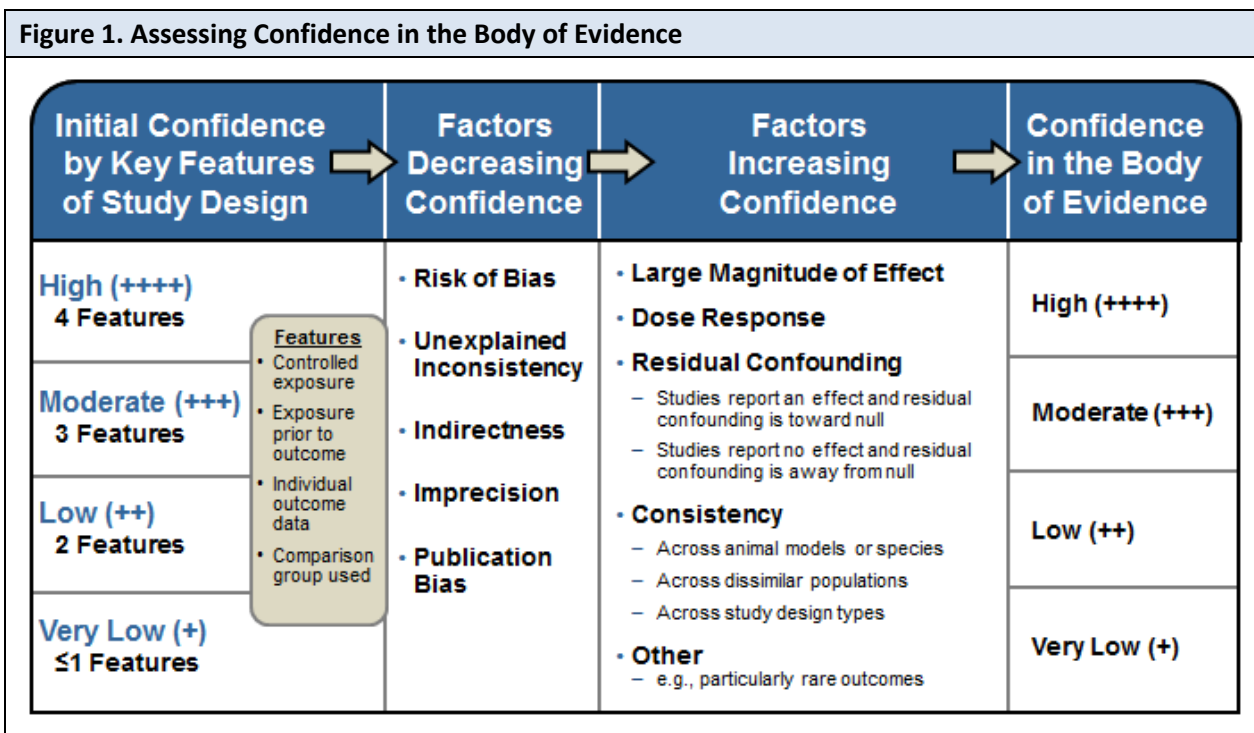 Figure 1. Assessing Confidence in the Body of Evidence
Initial Confidence
by Key Features
of Study Design
Factors
Decreasing
Confidence
Factors
Increasing
Confidence
Confidence
in the Body
of Evidence
High (++++)
4 Features
Moderate (+++)
3 Features
Low (++)
2 Features
Very Low (+)
≤1 Features
Features
• Controlled
exposure
• Exposure
prior to
outcome
• Individual
outcome
data
• Comparison
group used
• Risk of Bias
• Unexplained
Inconsistency
• Indirectness
• Imprecision
• Publication
Bias
• Large Magnitude of Effect
• Dose Response
• Residual Confounding
– Studies report an effect and residual
confounding is toward null
– Studies report no effect and residual
confounding is away from null
• Consistency
– Across animal models or species
– Across dissimilar populations
– Across study design types
• Other
– e.g., particularly rare outcomes
High (++++)
Moderate (+++)
Low (++)
Very Low (+)